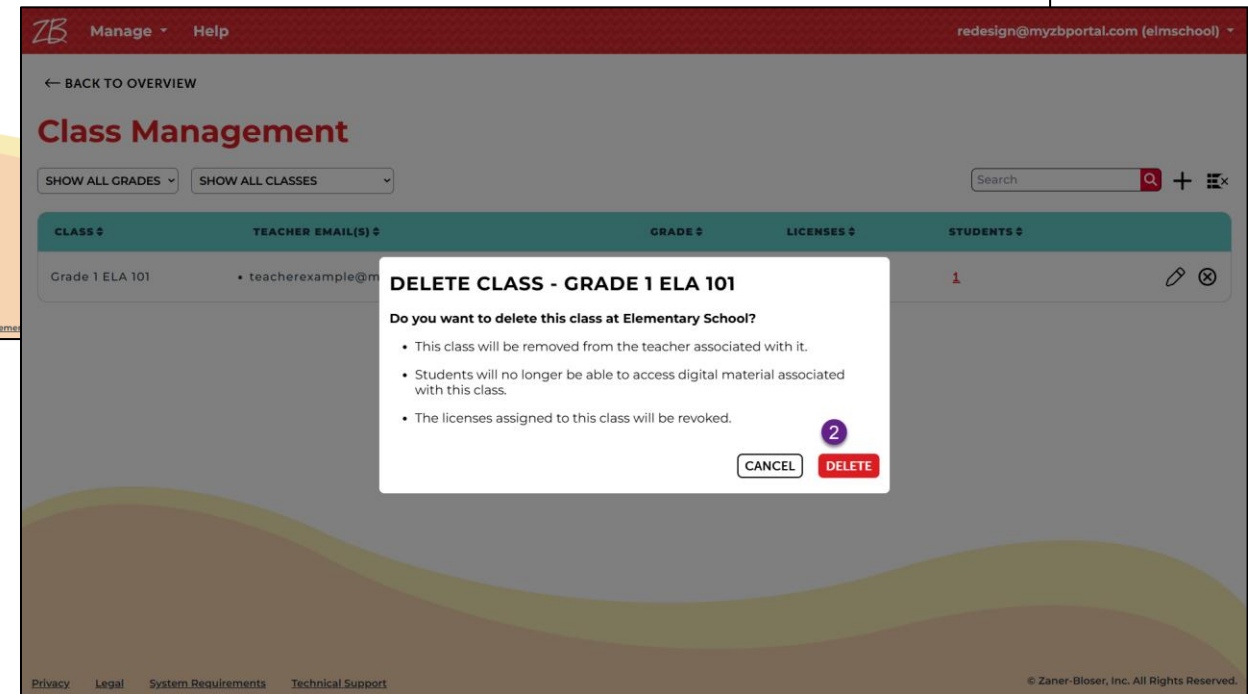 ZB Manage Help redesign@myzbportal.com (elmschool)
← BACK TO OVERVIEW
Class Management
SHOW ALL GRADES SHOW ALL CLASSES Search
CLASS TEACHER EMAIL(S) GRADE LICENSES STUDENTS
Grade 1 ELA 101 • teacherexample@m 1
DELETE CLASS - GRADE 1 ELA 101
Do you want to delete this class at Elementary School?
• This class will be removed from the teacher associated with it.
• Students will no longer be able to access digital material associated
with this class.
• The licenses assigned to this class will be revoked.
2
CANCEL DELETE
Privacy Legal System Requirements Technical Support © Zaner-Bloser, Inc. All Rights Reserved.